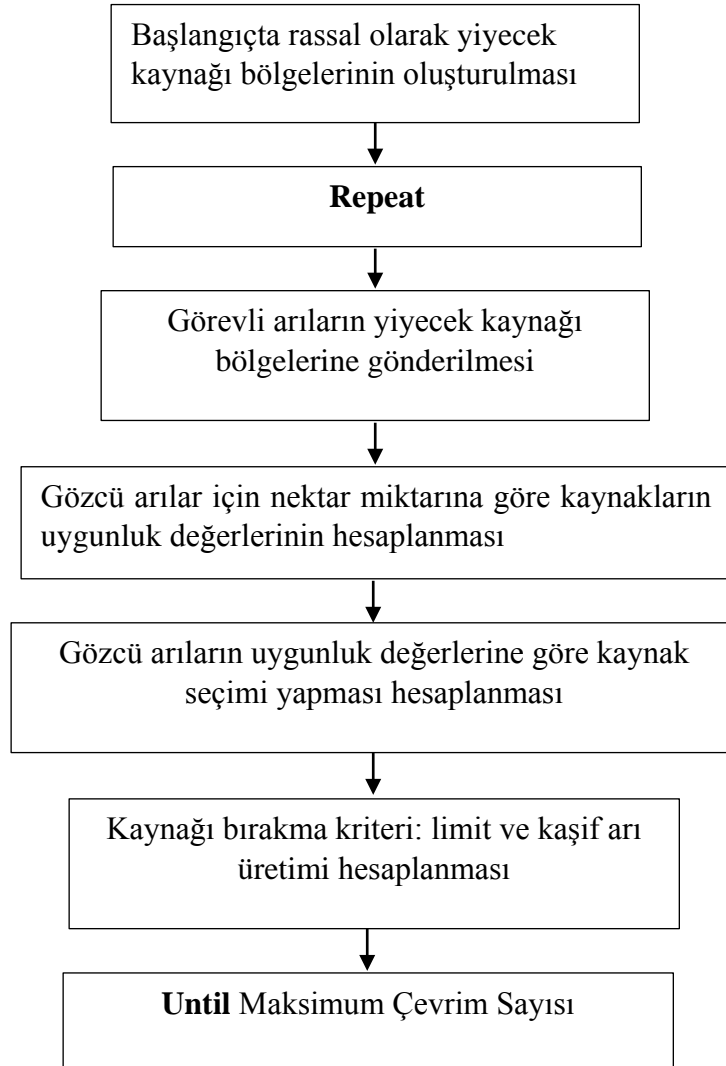 Başlangıçta rassal olarak yiyecek
kaynağı bölgelerinin oluşturulması
Repeat
Görevli arıların yiyecek kaynağı
bölgelerine gönderilmesi
Gözcü arılar için nektar miktarına göre kaynakların
uygunluk değerlerinin hesaplanması
Gözcü arıların uygunluk değerlerine göre kaynak
seçimi yapması hesaplanması
Kaynağı bırakma kriteri: limit ve kaşif arı
üretimi hesaplanması
Until Maksimum Çevrim Sayısı